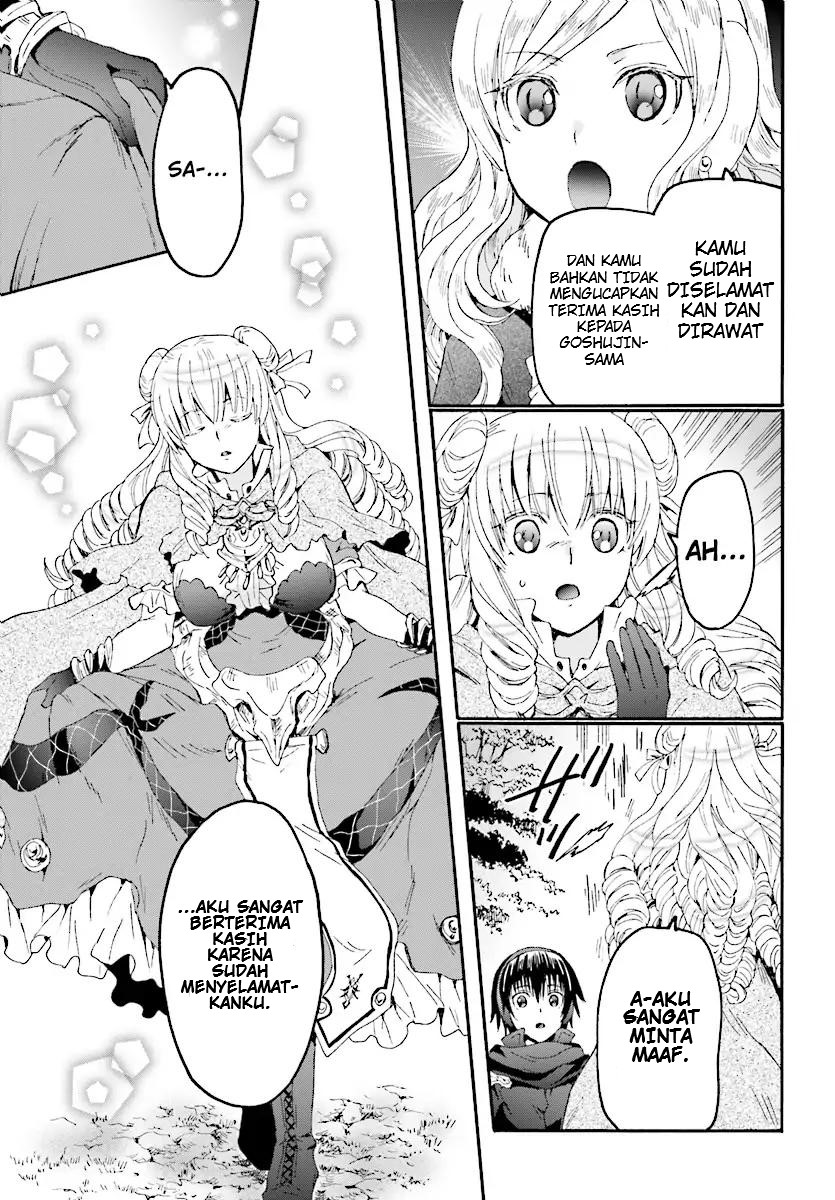 KAMU
SUDAH
DISELAMAT
KAN DAN
DIRAWAT
DAN KAMU
BAHKAN TIDAK
MENGUCAPKAN
TERIMA KASIH
KEPADA
GOSHUJIN-
SAMA
AH...
A-AKU
SANGAT
MINTA
MAAF.
SA-...
...AKU SANGAT
BERTERIMA
KASIH
KARENA
SUDAH
MENYELAMAT-
KANKU.